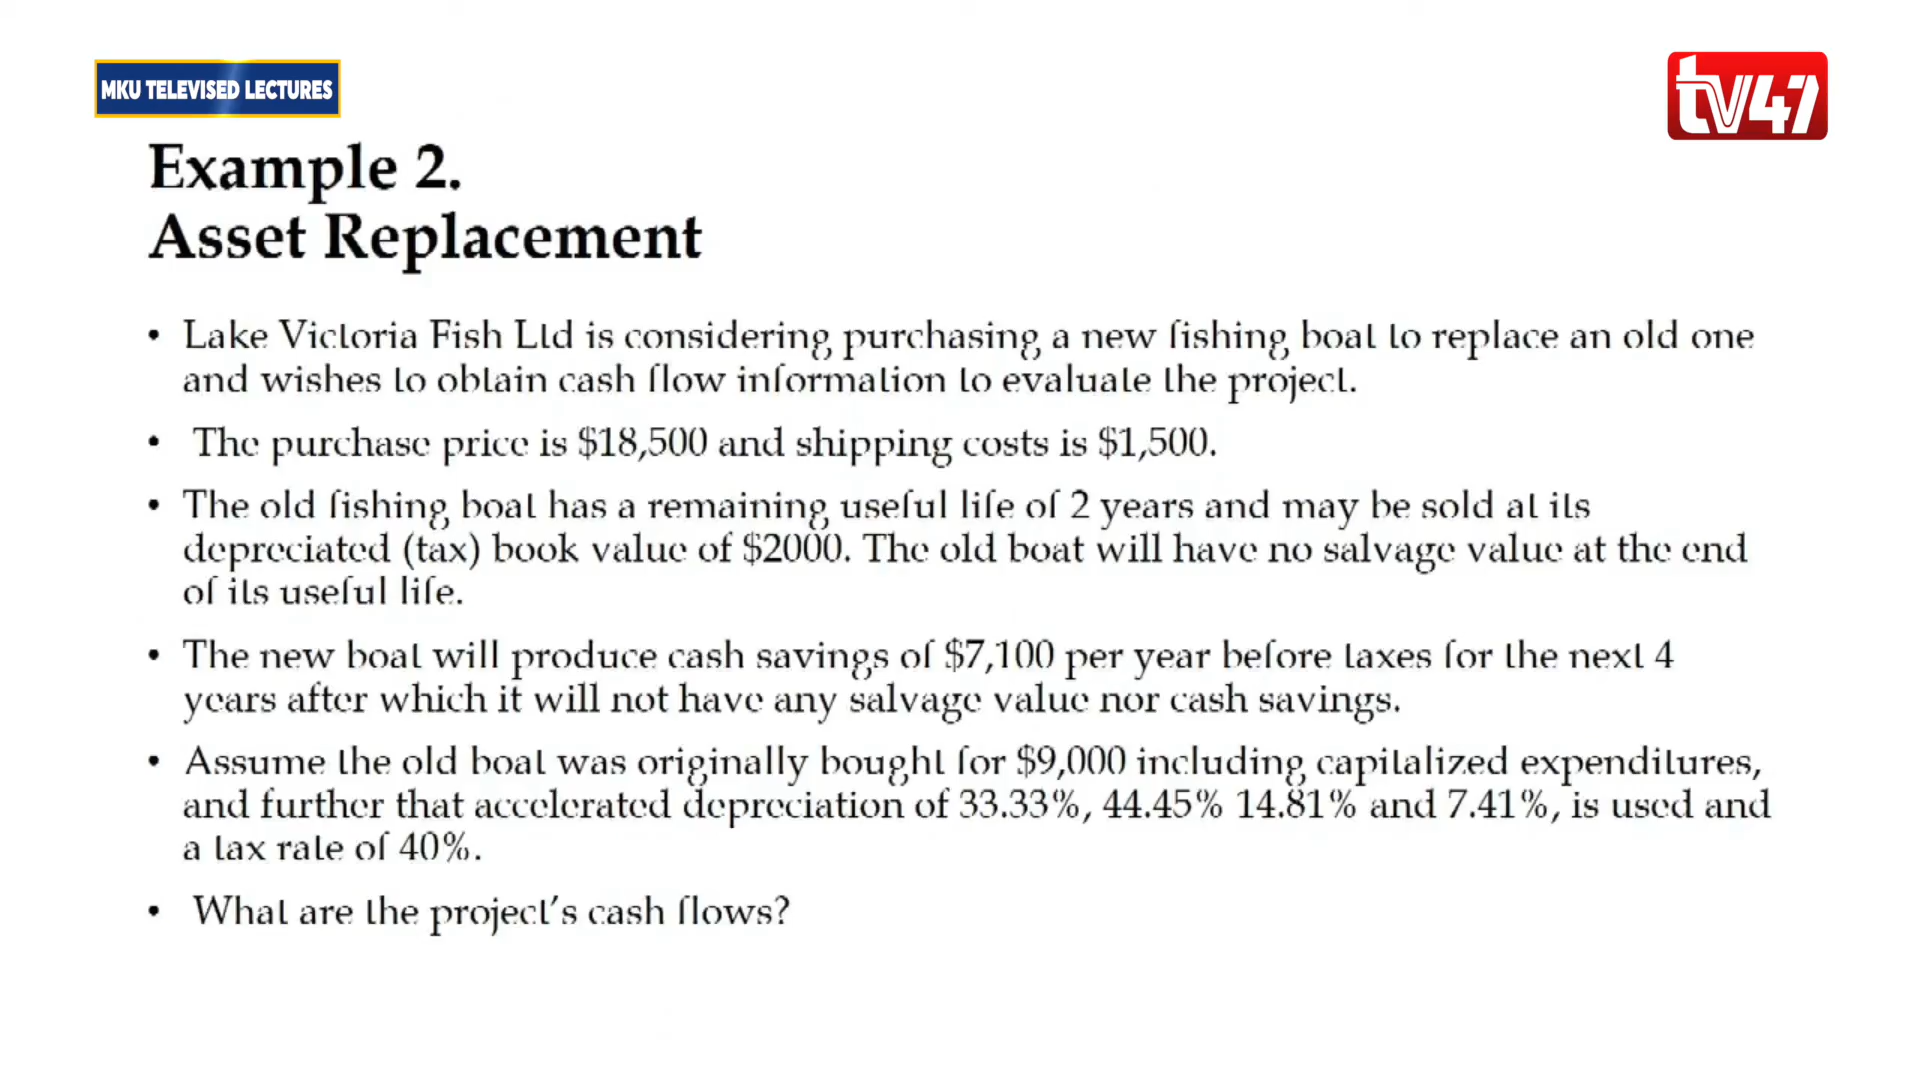 MKU TELEVISED LECTURES
tv47
Example 2.
Asset Replacement
• Lake Victoria Fish Ltd is considering purchasing a new fishing boat to replace an old one
and wishes to obtain cash flow information to evaluate the project.
• The purchase price is $18,500 and shipping costs is $1,500.
• The old fishing boat has a remaining useful life of 2 years and may be sold at its
depreciated (tax) book value of $2000. The old boat will have no salvage value at the end
of its useful life.
• The new boat will produce cash savings of $7,100 per year before taxes for the next 4
years after which it will not have any salvage value nor cash savings.
• Assume the old boat was originally bought for $9,000 including capitalized expenditures,
and further that accelerated depreciation of 33.33%, 44.45% 14.81% and 7.41%, is used and
a tax rate of 40%.
• What are the project's cash flows?